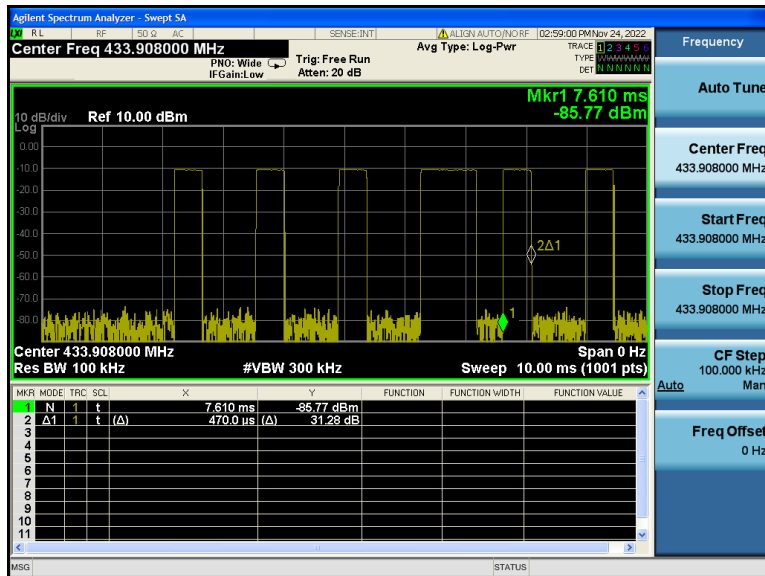 Agilent Spectrum Analyzer - Swept SA
LXI RL RF 50 Ω AC SENSE:INT ALIGN AUTO/NO RF 02:59:00 PM Nov 24, 2022
Center Freq 433.908000 MHz
PNO: Wide
IFGain:Low
Trig: Free Run
Atten: 20 dB
Avg Type: Log-Pwr
TRACE 1 2 3 4 5 6
TYPE WWWWWW
DET N N N N N N
Mkr1 7.610 ms
-85.77 dBm
10 dB/div Ref 10.00 dBm
Log
0.00
-10.0
-20.0
-30.0
-40.0
-50.0
-60.0
-70.0
-80.0
2Δ1
1
Center 433.908000 MHz Span 0 Hz
Res BW 100 kHz #VBW 300 kHz Sweep 10.00 ms (1001 pts)
MKR MODE TRC SCL X Y FUNCTION FUNCTION WIDTH FUNCTION VALUE
1 N 1 t 7.610 ms -85.77 dBm
2 Δ1 1 t (Δ) 470.0 µs (Δ) 31.28 dB
3
4
5
6
7
8
9
10
11
MSG STATUS
Frequency
Auto Tune
Center Freq
433.908000 MHz
Start Freq
433.908000 MHz
Stop Freq
433.908000 MHz
CF Step
100.000 kHz
Auto Man
Freq Offset
0 Hz